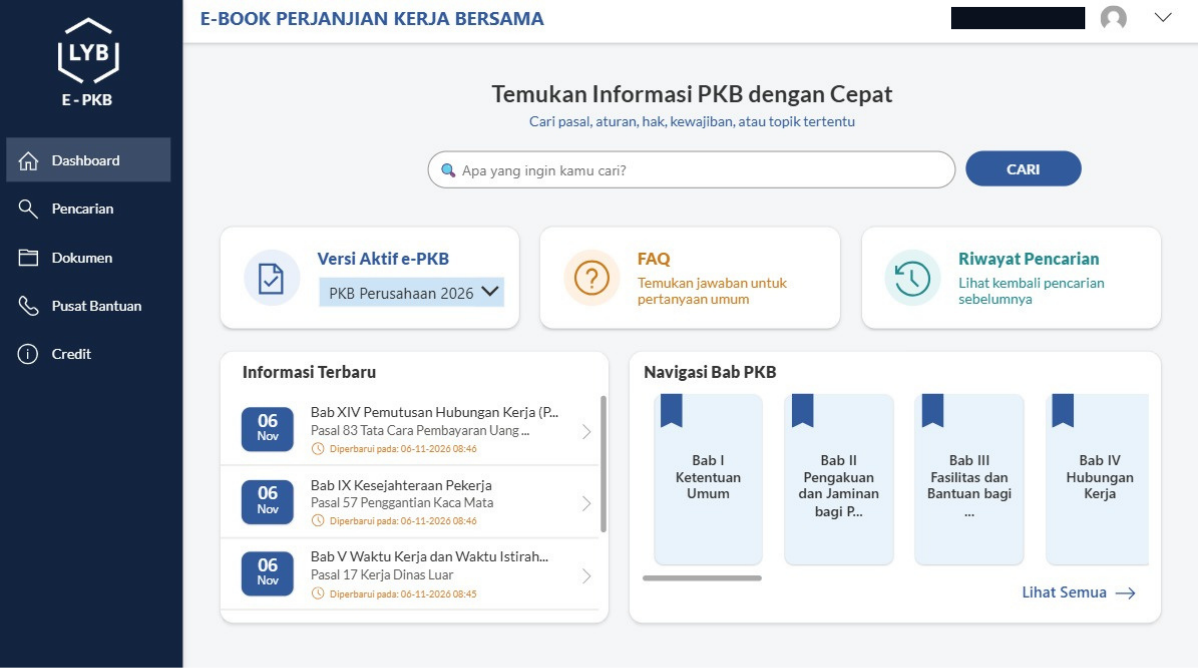 E-BOOK PERJANJIAN KERJA BERSAMA
LYB
E - PKB
Dashboard
Pencarian
Dokumen
Pusat Bantuan
Credit
Temukan Informasi PKB dengan Cepat
Cari pasal, aturan, hak, kewajiban, atau topik tertentu
Apa yang ingin kamu cari?
CARI
Versi Aktif e-PKB
PKB Perusahaan 2026
FAQ
Temukan jawaban untuk
pertanyaan umum
Riwayat Pencarian
Lihat kembali pencarian
sebelumnya
Informasi Terbaru
06
Nov
Bab XIV Pemutusan Hubungan Kerja (P...
Pasal 83 Tata Cara Pembayaran Uang ...
Diperbarui pada: 06-11-2026 08:46
06
Nov
Bab IX Kesejahteraan Pekerja
Pasal 57 Penggantian Kaca Mata
Diperbarui pada: 06-11-2026 08:46
06
Nov
Bab V Waktu Kerja dan Waktu Istirah...
Pasal 17 Kerja Dinas Luar
Diperbarui pada: 06-11-2026 08:45
Navigasi Bab PKB
Bab I
Ketentuan
Umum
Bab II
Pengakuan
dan Jaminan
bagi P...
Bab III
Fasilitas dan
Bantuan bagi
...
Bab IV
Hubungan
Kerja
Lihat Semua